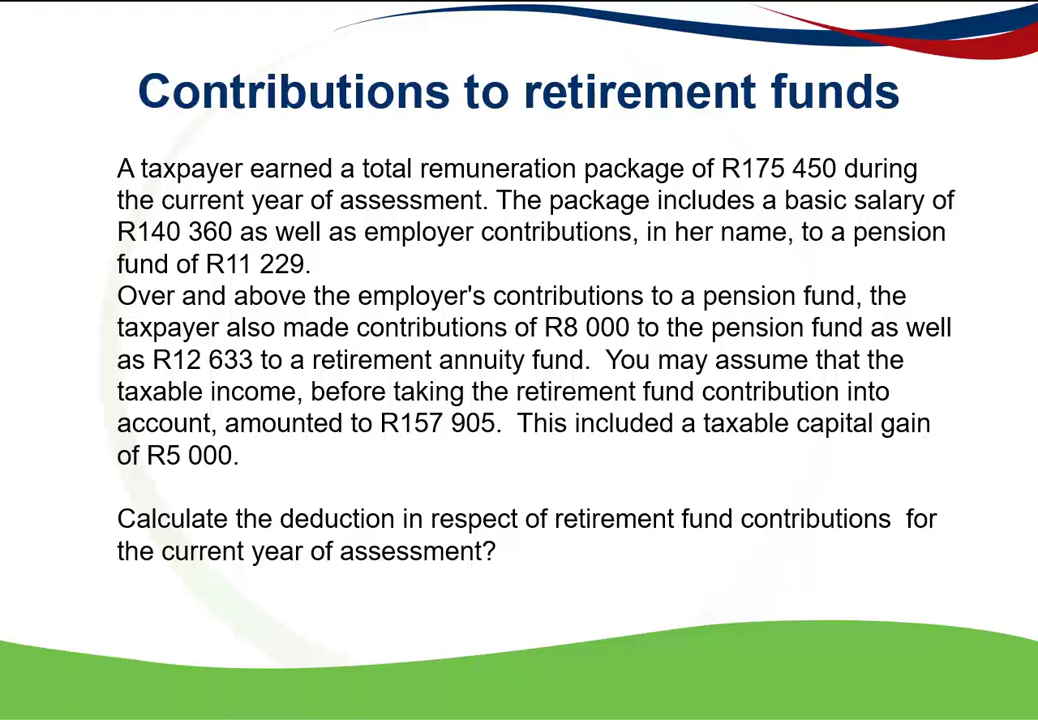 Contributions to retirement funds
A taxpayer earned a total remuneration package of R175 450 during
the current year of assessment. The package includes a basic salary of
R140 360 as well as employer contributions, in her name, to a pension
fund of R11 229.
Over and above the employer's contributions to a pension fund, the
taxpayer also made contributions of R8 000 to the pension fund as well
as R12 633 to a retirement annuity fund.  You may assume that the
taxable income, before taking the retirement fund contribution into
account, amounted to R157 905.  This included a taxable capital gain
of R5 000.
Calculate the deduction in respect of retirement fund contributions  for
the current year of assessment?